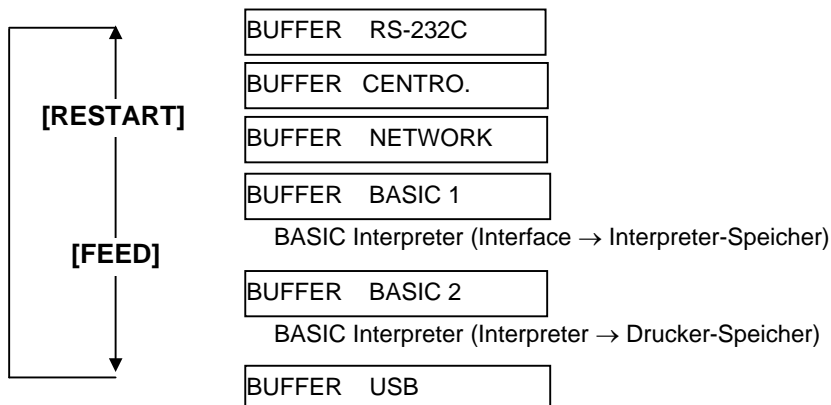 BUFFER RS-232C
BUFFER CENTRO.
[RESTART]
BUFFER NETWORK
BUFFER BASIC 1
BASIC Interpreter (Interface → Interpreter-Speicher)
[FEED]
BUFFER BASIC 2
BASIC Interpreter (Interpreter → Drucker-Speicher)
BUFFER USB